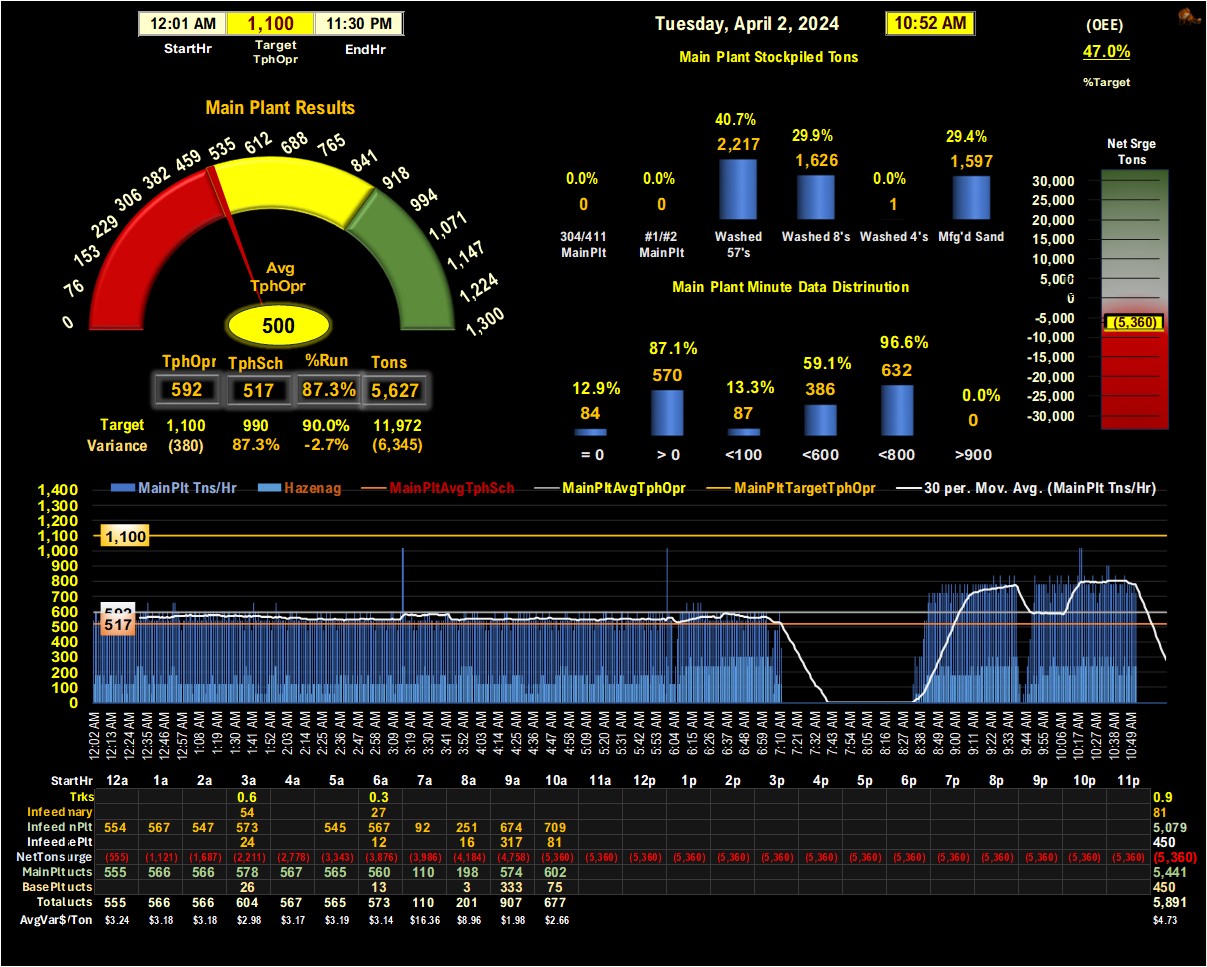 12:01 AM 1,100 11:30 PM
StartHr Target TphOpr EndHr
Tuesday, April 2, 2024 10:52 AM
(OEE)
47.0%
%Target
Main Plant Stockpiled Tons
Main Plant Results
0 76 153 229 306 382 459 535 612 688 765 841 918 994 1,071 1,147 1,224 1,300
Avg
TphOpr
500
TphOpr TphSch %Run Tons
592 517 87.3% 5,627
Target 1,100 990 90.0% 11,972
Variance (380) 87.3% -2.7% (6,345)
0.0% 0.0% 40.7% 29.9% 0.0% 29.4%
0 0 2,217 1,626 1 1,597
304/411 MainPlt #1/#2 MainPlt Washed 57's Washed 8's Washed 4's Mfg'd Sand
Main Plant Minute Data Distrinution
12.9% 87.1% 13.3% 59.1% 96.6% 0.0%
84 570 87 386 632 0
= 0 > 0 <100 <600 <800 >900
Net Srge
Tons
30,000
25,000
20,000
15,000
10,000
5,000
0
-5,000
(5,360)
-10,000
-15,000
-20,000
-25,000
-30,000
MainPlt Tns/Hr Hazenag MainPltAvgTphSch MainPltAvgTphOpr MainPltTargetTphOpr 30 per. Mov. Avg. (MainPlt Tns/Hr)
1,400
1,300
1,200
1,100
1,000
900
800
700
600
500
400
300
200
100
0
1,100
592
517
12:02 AM 12:13 AM 12:24 AM 12:35 AM 12:46 AM 12:57 AM 1:08 AM 1:19 AM 1:30 AM 1:41 AM 1:52 AM 2:03 AM 2:14 AM 2:25 AM 2:36 AM 2:47 AM 2:58 AM 3:09 AM 3:19 AM 3:30 AM 3:41 AM 3:52 AM 4:03 AM 4:14 AM 4:25 AM 4:36 AM 4:47 AM 4:58 AM 5:09 AM 5:20 AM 5:31 AM 5:42 AM 5:53 AM 6:04 AM 6:15 AM 6:26 AM 6:37 AM 6:48 AM 6:59 AM 7:10 AM 7:21 AM 7:32 AM 7:43 AM 7:54 AM 8:05 AM 8:16 AM 8:27 AM 8:38 AM 8:49 AM 9:00 AM 9:11 AM 9:22 AM 9:33 AM 9:44 AM 9:55 AM 10:06 AM 10:17 AM 10:27 AM 10:38 AM 10:49 AM
StartHr 12a 1a 2a 3a 4a 5a 6a 7a 8a 9a 10a 11a 12p 1p 2p 3p 4p 5p 6p 7p 8p 9p 10p 11p
Trks 0.6 0.3 0.9
Infeed mary 54 27 81
Infeed nPlt 554 567 547 573 545 567 92 251 674 709 5,079
Infeed ePlt 24 12 16 317 81 450
NetTons urge (555) (1,121) (1,687) (2,211) (2,778) (3,343) (3,876) (3,986) (4,184) (4,758) (5,360) (5,360) (5,360) (5,360) (5,360) (5,360) (5,360) (5,360) (5,360) (5,360) (5,360) (5,360) (5,360) (5,360) (5,360)
MainPlt ucts 555 566 566 578 567 565 560 110 198 574 602 5,441
BasePlt ucts 26 13 3 333 75 450
Total ucts 555 566 566 604 567 565 573 110 201 907 677 5,891
AvgVar$/Ton $3.24 $3.18 $3.18 $2.98 $3.17 $3.19 $3.14 $16.36 $8.96 $1.98 $2.66 $4.73